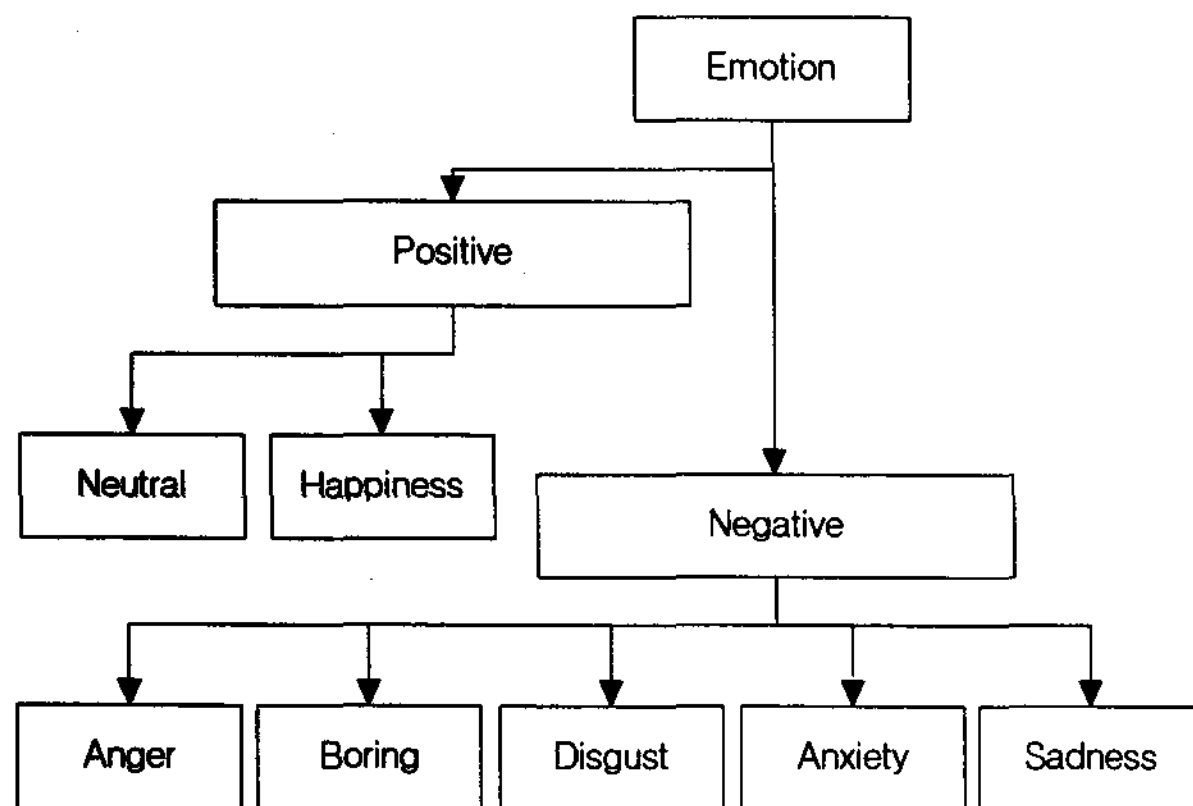 Emotion
Positive
Neutral
Happiness
Negative
Anger
Boring
Disgust
Anxiety
Sadness